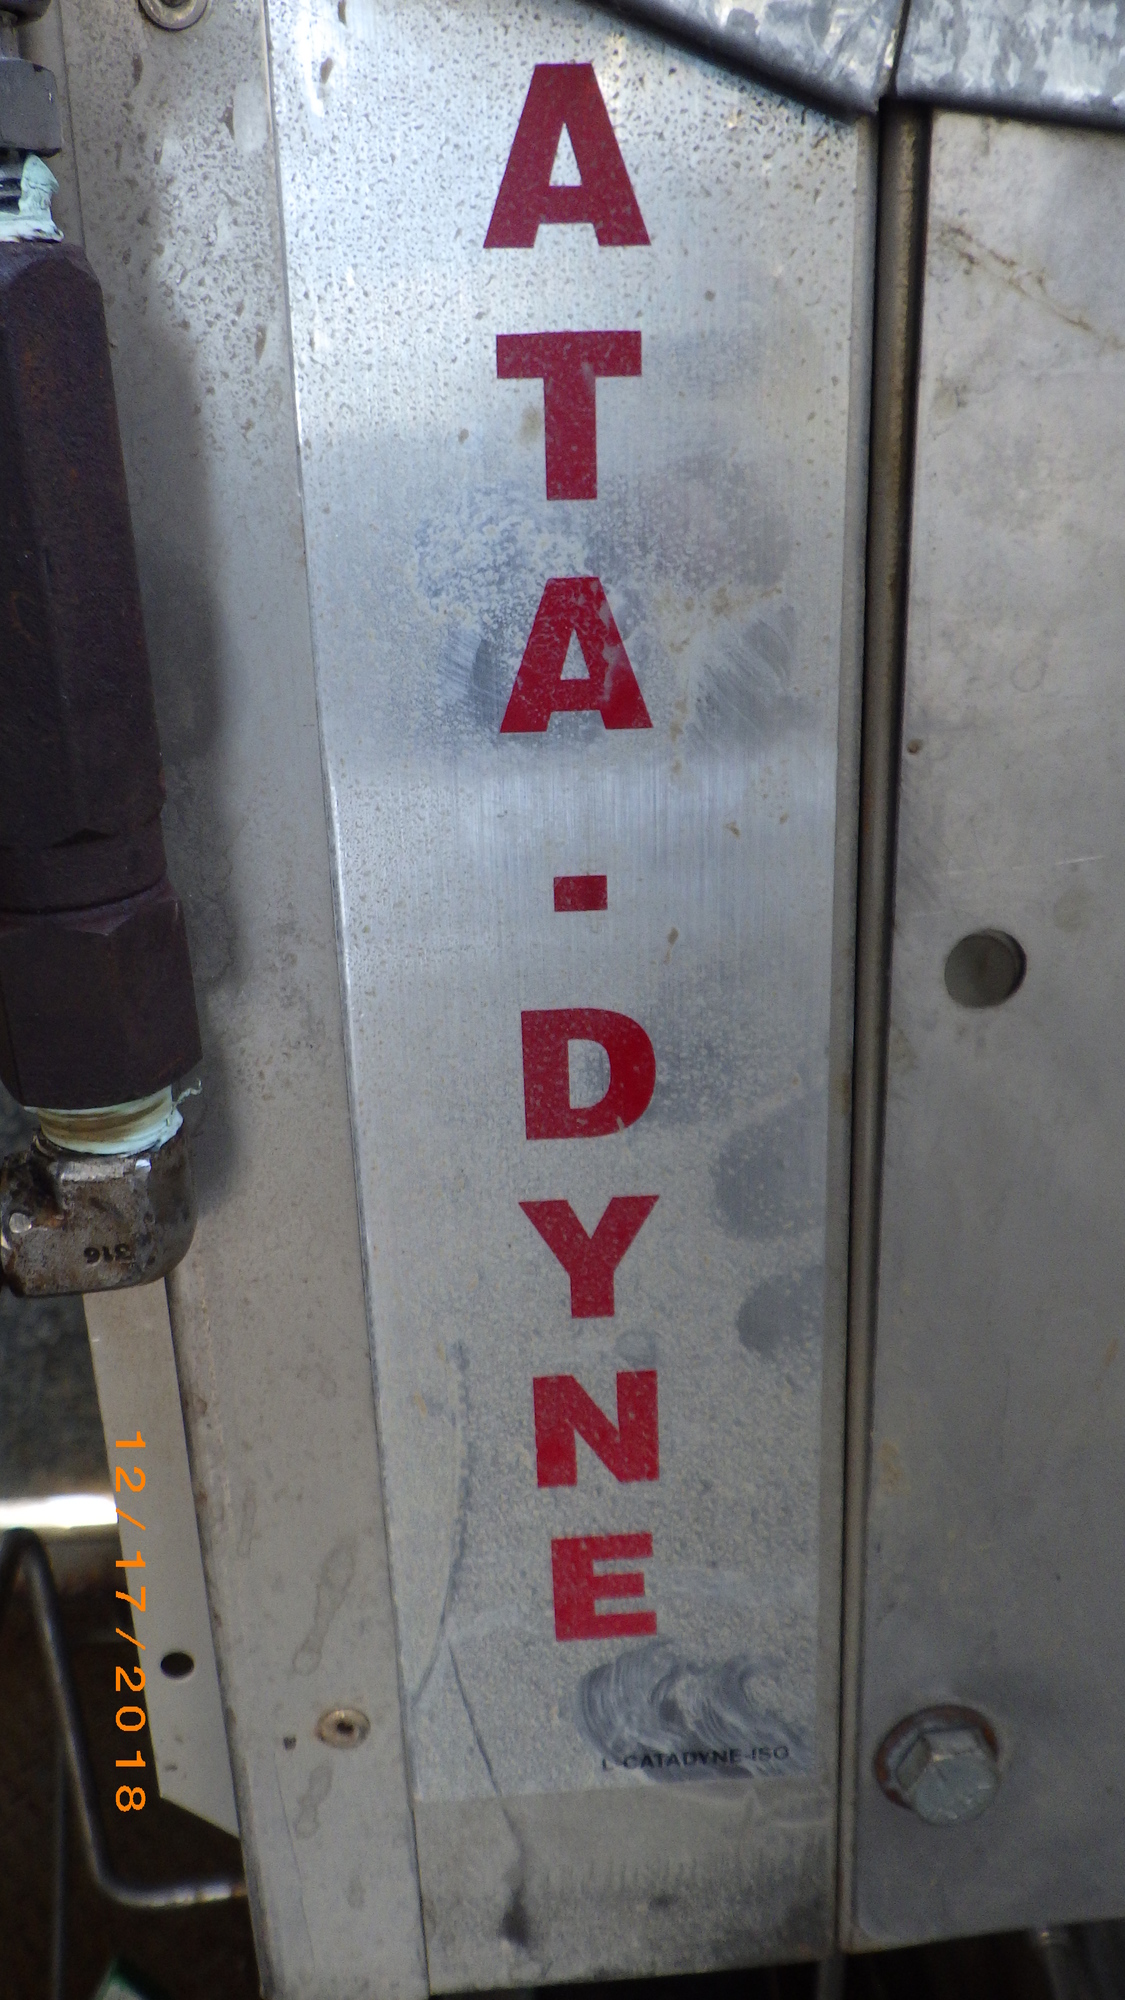 ATA-DYNE
L-CATADYNE-ISO
316
12/17/2018